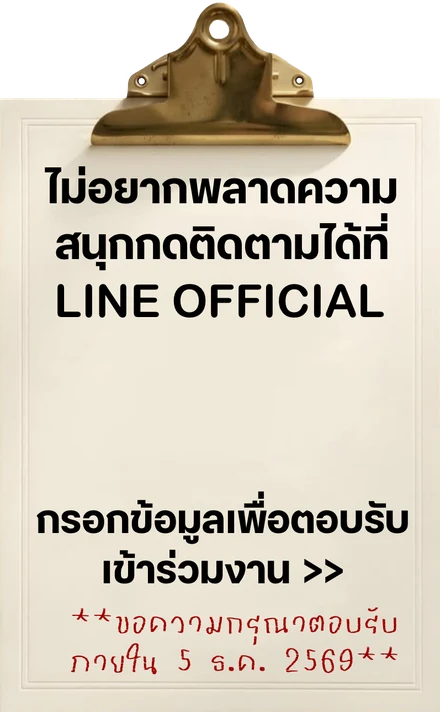 ไม่อยากพลาดความ
สนุกกดติดตามได้ที่
LINE OFFICIAL
กรอกข้อมูลเพื่อตอบรับ
เข้าร่วมงาน >>
**ขอความกรุณาตอบรับ
ภายใน 5 ธ.ค. 2569**